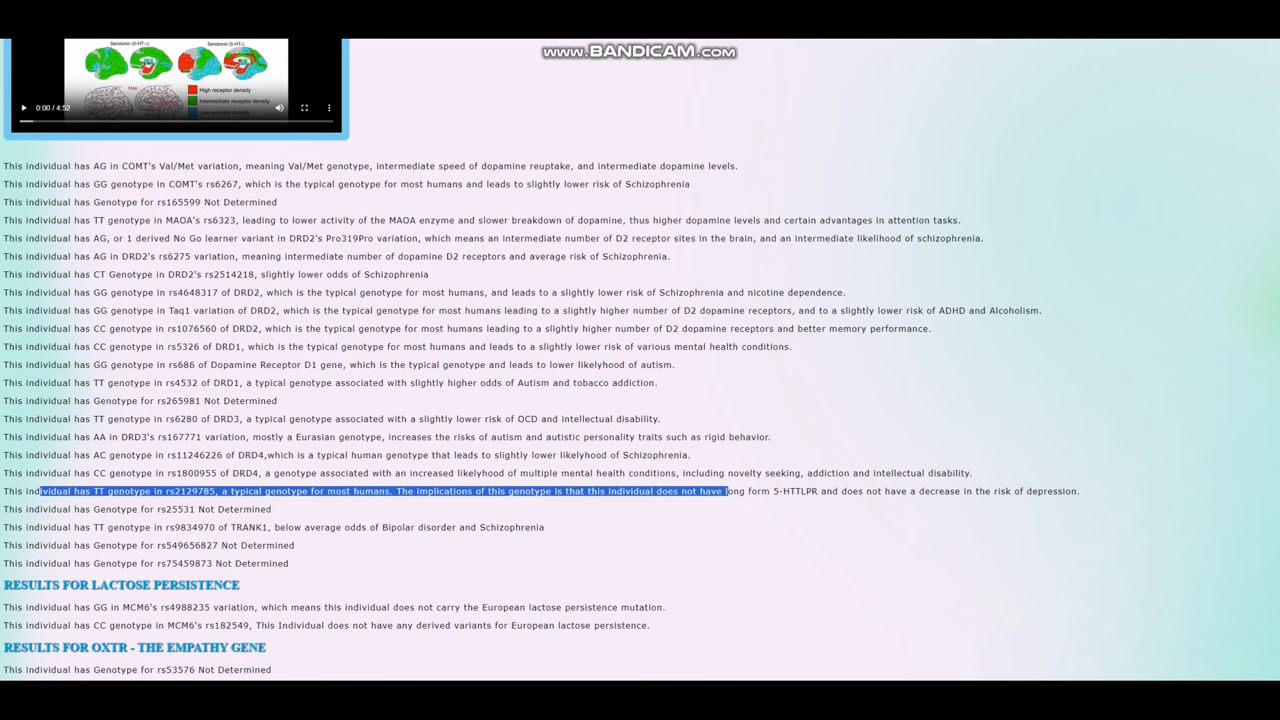 www.BANDICAM.com
Serotonin (5-HT₁ₐ) Serotonin (5-HT₂)
Map
High receptor density
Intermediate receptor density
Low receptor density
0:00 / 4:52
This individual has AG in COMT's Val/Met variation, meaning Val/Met genotype, intermediate speed of dopamine reuptake, and intermediate dopamine levels.
This individual has GG genotype in COMT's rs6267, which is the typical genotype for most humans and leads to slightly lower risk of Schizophrenia
This individual has Genotype for rs165599 Not Determined
This individual has TT genotype in MAOA's rs6323, leading to lower activity of the MAOA enzyme and slower breakdown of dopamine, thus higher dopamine levels and certain advantages in attention tasks.
This individual has AG, or 1 derived No Go learner variant in DRD2's Pro319Pro variation, which means an intermediate number of D2 receptor sites in the brain, and an intermediate likelihood of schizophrenia.
This individual has AG in DRD2's rs6275 variation, meaning intermediate number of dopamine D2 receptors and average risk of Schizophrenia.
This individual has CT Genotype in DRD2's rs2514218, slightly lower odds of Schizophrenia
This individual has GG genotype in rs4648317 of DRD2, which is the typical genotype for most humans, and leads to a slightly lower risk of Schizophrenia and nicotine dependence.
This individual has GG genotype in Taq1 variation of DRD2, which is the typical genotype for most humans leading to a slightly higher number of D2 dopamine receptors, and to a slightly lower risk of ADHD and Alcoholism.
This individual has CC genotype in rs1076560 of DRD2, which is the typical genotype for most humans leading to a slightly higher number of D2 dopamine receptors and better memory performance.
This individual has CC genotype in rs5326 of DRD1, which is the typical genotype for most humans and leads to a slightly lower risk of various mental health conditions.
This individual has GG genotype in rs686 of Dopamine Receptor D1 gene, which is the typical genotype and leads to lower likelyhood of autism.
This individual has TT genotype in rs4532 of DRD1, a typical genotype associated with slightly higher odds of Autism and tobacco addiction.
This individual has Genotype for rs265981 Not Determined
This individual has TT genotype in rs6280 of DRD3, a typical genotype associated with a slightly lower risk of OCD and intellectual disability.
This individual has AA in DRD3's rs167771 variation, mostly a Eurasian genotype, increases the risks of autism and autistic personality traits such as rigid behavior.
This individual has AC genotype in rs11246226 of DRD4,which is a typical human genotype that leads to slightly lower likelyhood of Schizophrenia.
This individual has CC genotype in rs1800955 of DRD4, a genotype associated with an increased likelyhood of multiple mental health conditions, including novelty seeking, addiction and intellectual disability.
This individual has TT genotype in rs2129785, a typical genotype for most humans. The implications of this genotype is that this individual does not have long form 5-HTTLPR and does not have a decrease in the risk of depression.
This individual has Genotype for rs25531 Not Determined
This individual has TT genotype in rs9834970 of TRANK1, below average odds of Bipolar disorder and Schizophrenia
This individual has Genotype for rs549656827 Not Determined
This individual has Genotype for rs75459873 Not Determined
RESULTS FOR LACTOSE PERSISTENCE
This individual has GG in MCM6's rs4988235 variation, which means this individual does not carry the European lactose persistence mutation.
This individual has CC genotype in MCM6's rs182549, This Individual does not have any derived variants for European lactose persistence.
RESULTS FOR OXTR - THE EMPATHY GENE
This individual has Genotype for rs53576 Not Determined